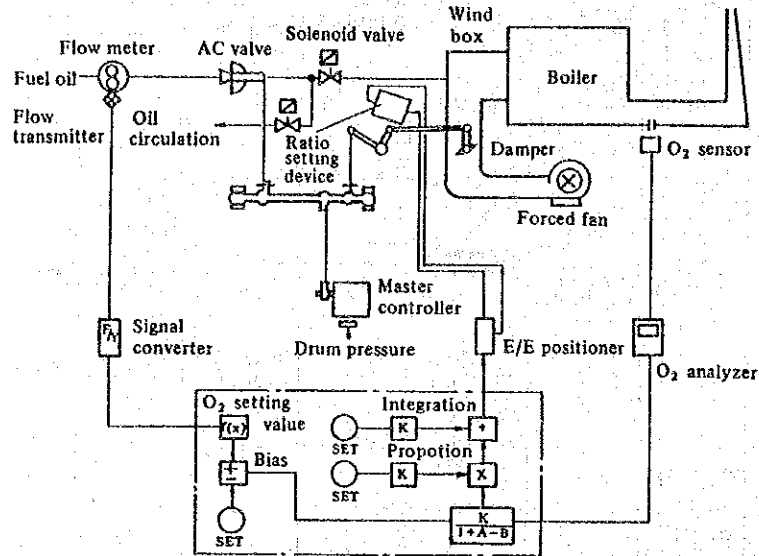 Flow meter
AC valve
Solenoid valve
Wind
box
Boiler
Fuel oil
Flow
transmitter
Oil
circulation
Ratio
setting
device
Damper
O₂ sensor
Forced fan
Master
controller
Drum pressure
Signal
converter
E/E positioner
O₂ analyzer
O₂ setting
value
f(x)
Integration
K
+
SET
Propotion
K
X
SET
Bias
+
−
SET
K
1+A−B